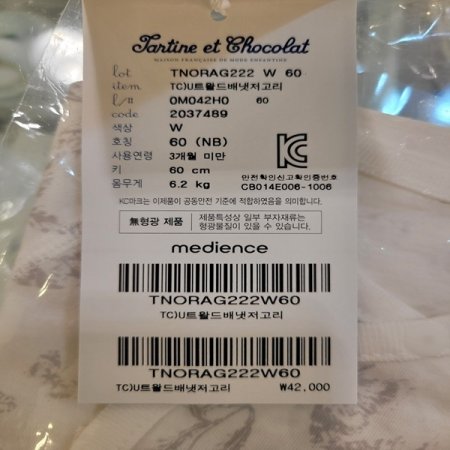 Tartine et Chocolat
MAISON FRANÇAISE DE MODE ENFANTINE
lot TNORAG222 W 60
item TC)U트왈드배냇저고리
l/# 0M042H0 60
code 2037489
색상 W
호칭 60 (NB)
사용연령 3개월 미만
키 60 cm
몸무게 6.2 kg
안전확인신고확인증번호
CB014E006-1006
KC마크는 이제품이 공동안전 기준에 적합하였음을 의미합니다.
無형광 제품
제품특성상 일부 부자재류는
형광물질이 있을 수 있습니다.
medience
TNORAG222W60
TC)U트왈드배냇저고리
TNORAG222W60
TC)U트왈드배냇저고리 ₩42,000